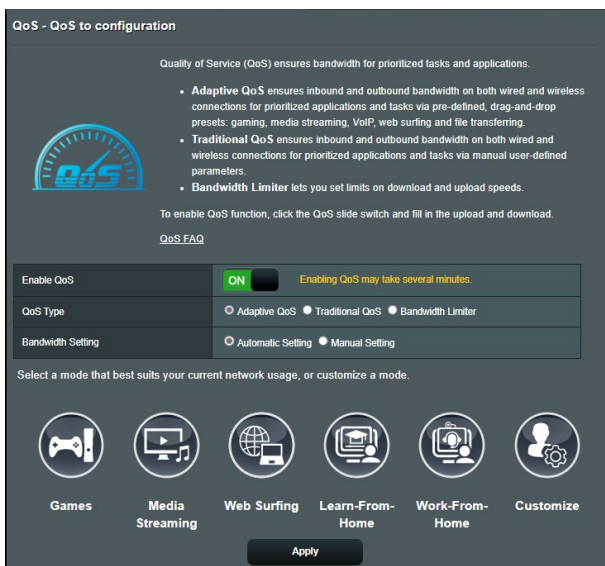 QoS - QoS to configuration
Quality of Service (QoS) ensures bandwidth for prioritized tasks and applications.
• Adaptive QoS ensures inbound and outbound bandwidth on both wired and wireless
connections for prioritized applications and tasks via pre-defined, drag-and-drop
presets: gaming, media streaming, VoIP, web surfing and file transferring.
• Traditional QoS ensures inbound and outbound bandwidth on both wired and
wireless connections for prioritized applications and tasks via manual user-defined
parameters.
• Bandwidth Limiter lets you set limits on download and upload speeds.
QoS
To enable QoS function, click the QoS slide switch and fill in the upload and download.
QoS FAQ
Enable QoS
ON
Enabling QoS may take several minutes.
QoS Type
Adaptive QoS Traditional QoS Bandwidth Limiter
Bandwidth Setting
Automatic Setting Manual Setting
Select a mode that best suits your current network usage, or customize a mode.
Games
Media
Streaming
Web Surfing
Learn-From-
Home
Work-From-
Home
Customize
Apply